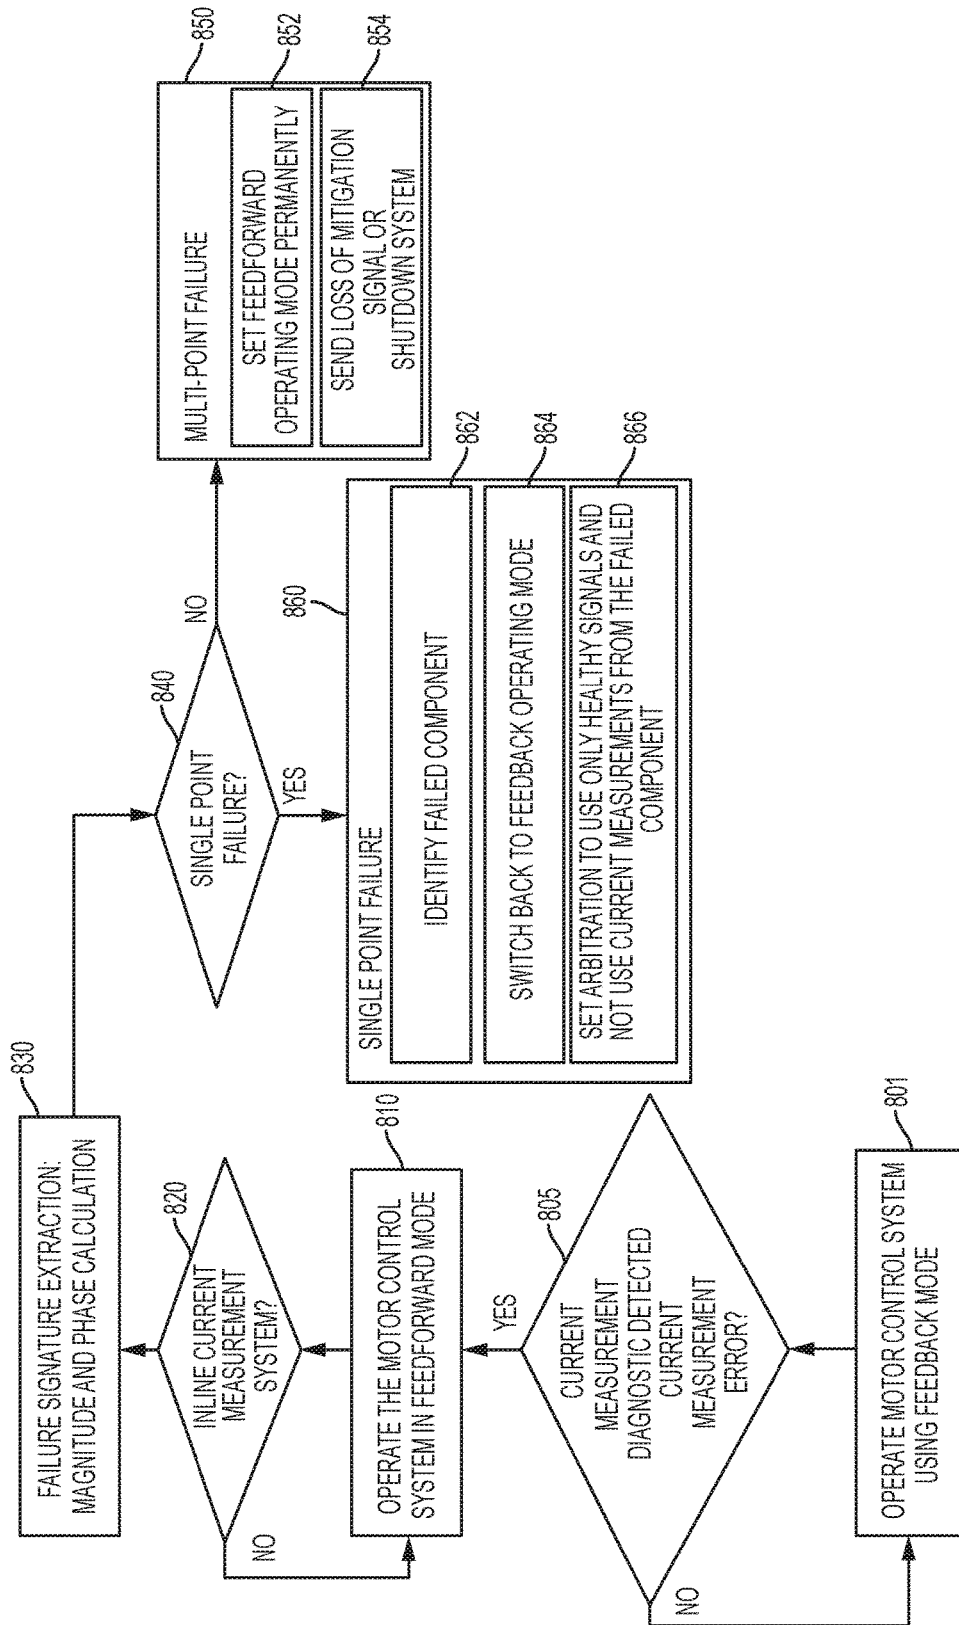 OPERATE MOTOR CONTROL SYSTEM
USING FEEDBACK MODE
801
CURRENT
MEASUREMENT
DIAGNOSTIC DETECTED
CURRENT
MEASUREMENT
ERROR?
805
NO
YES
OPERATE THE MOTOR CONTROL
SYSTEM IN FEEDFORWARD MODE
810
INLINE CURRENT
MEASUREMENT
SYSTEM?
820
NO
FAILURE SIGNATURE EXTRACTION:
MAGNITUDE AND PHASE CALCULATION
830
SINGLE POINT
FAILURE?
840
YES
NO
SINGLE POINT FAILURE
860
IDENTIFY FAILED COMPONENT
862
SWITCH BACK TO FEEDBACK OPERATING MODE
864
SET ARBITRATION TO USE ONLY HEALTHY SIGNALS AND
NOT USE CURRENT MEASUREMENTS FROM THE FAILED
COMPONENT
866
MULTI-POINT FAILURE
850
SET FEEDFORWARD
OPERATING MODE PERMANENTLY
852
SEND LOSS OF MITIGATION
SIGNAL OR
SHUTDOWN SYSTEM
854